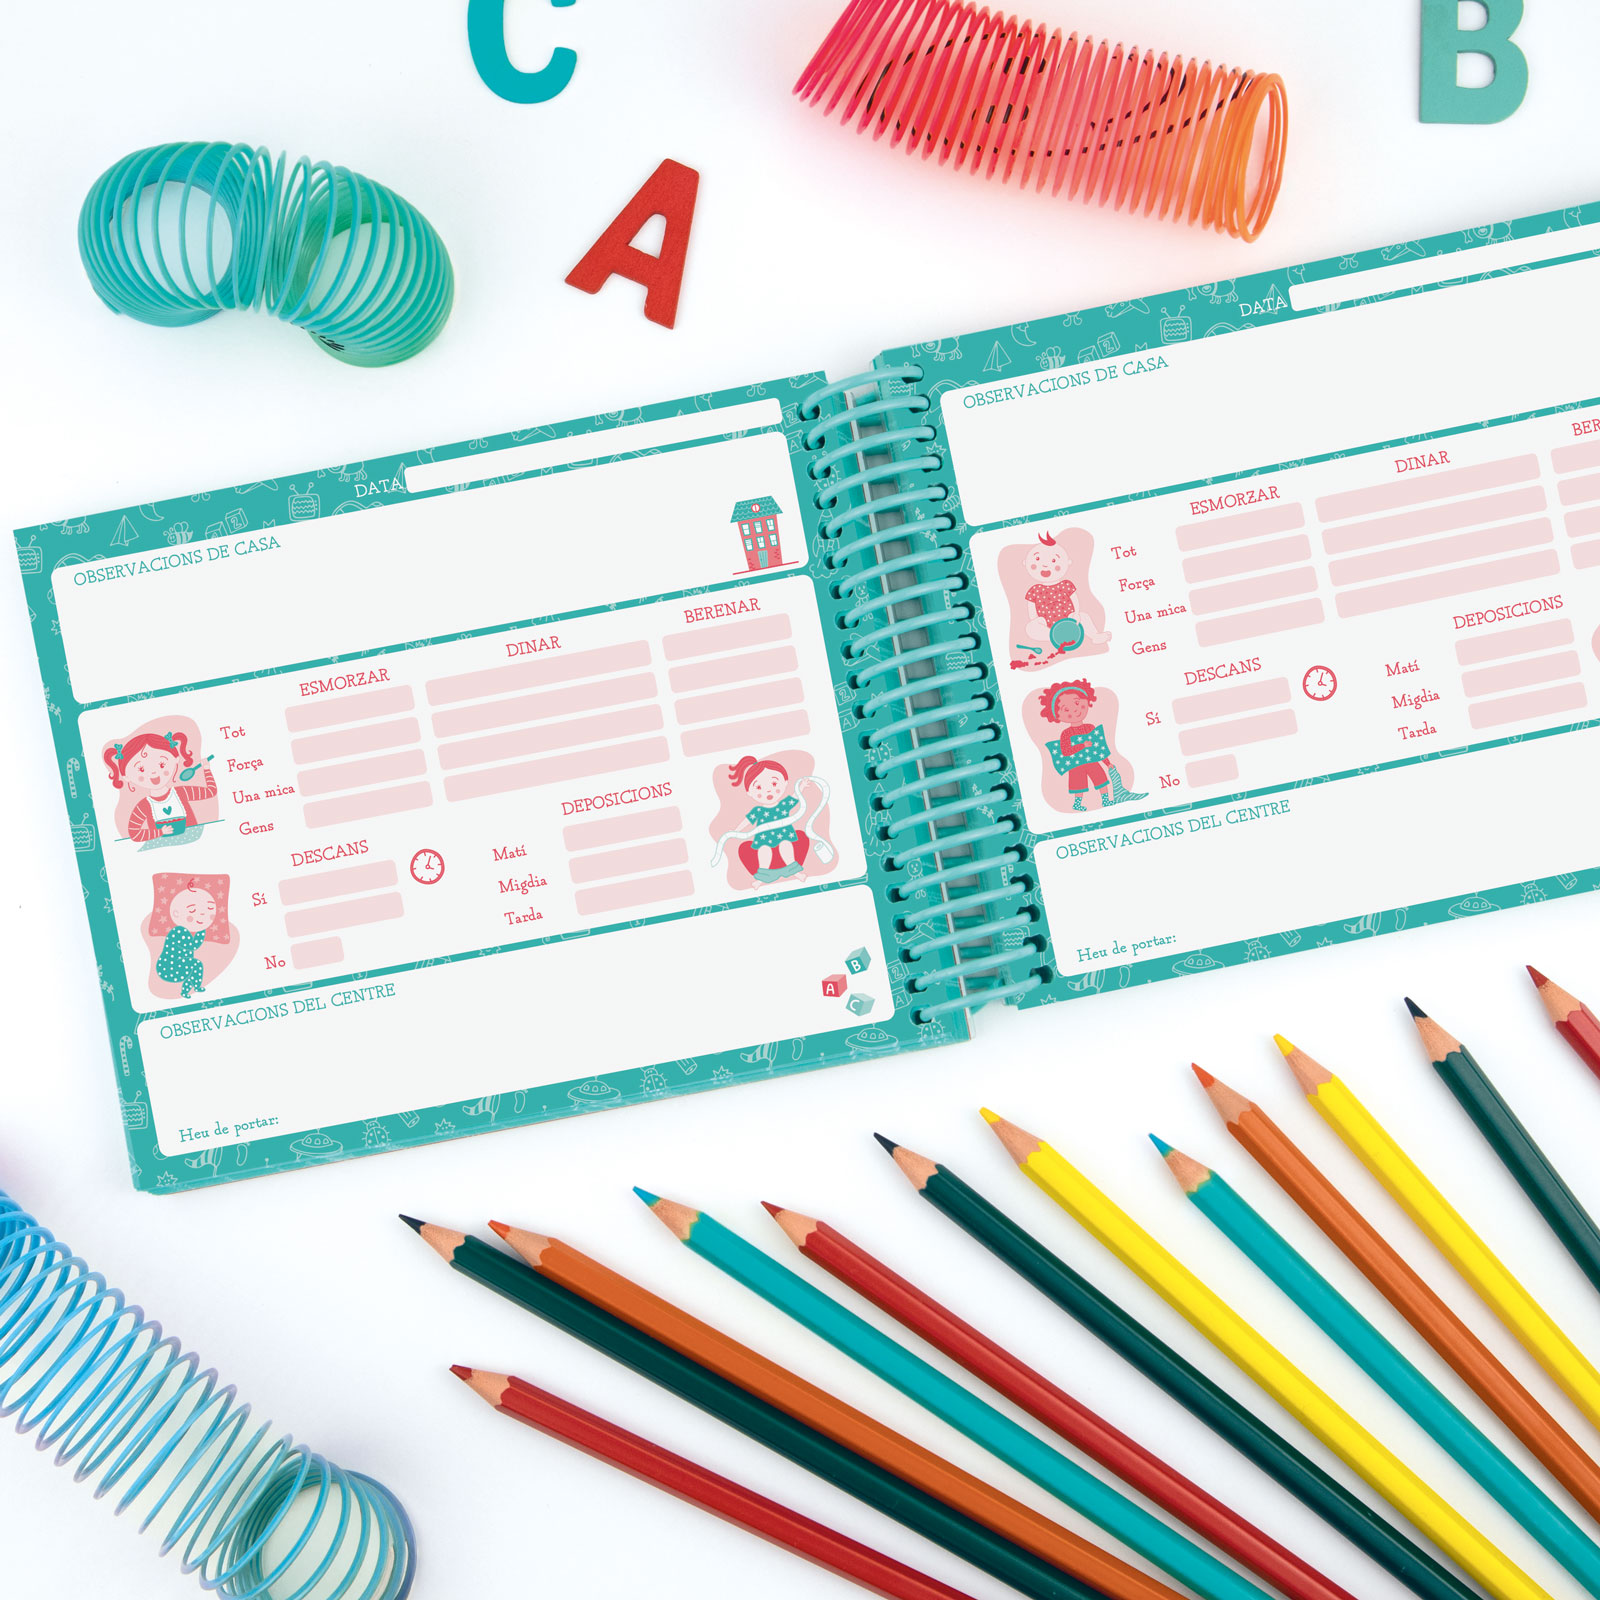 C
A
B
DATA
OBSERVACIONS DE CASA
ESMORZAR
DINAR
BERENAR
Tot
Força
Una mica
Gens
DESCANS
Sí
No
DEPOSICIONS
Matí
Migdia
Tarda
OBSERVACIONS DEL CENTRE
A
B
C
Heu de portar:
DATA
OBSERVACIONS DE CASA
ESMORZAR
DINAR
BER
Tot
Força
Una mica
Gens
DESCANS
Sí
No
DEPOSICIONS
Matí
Migdia
Tarda
OBSERVACIONS DEL CENTRE
Heu de portar: